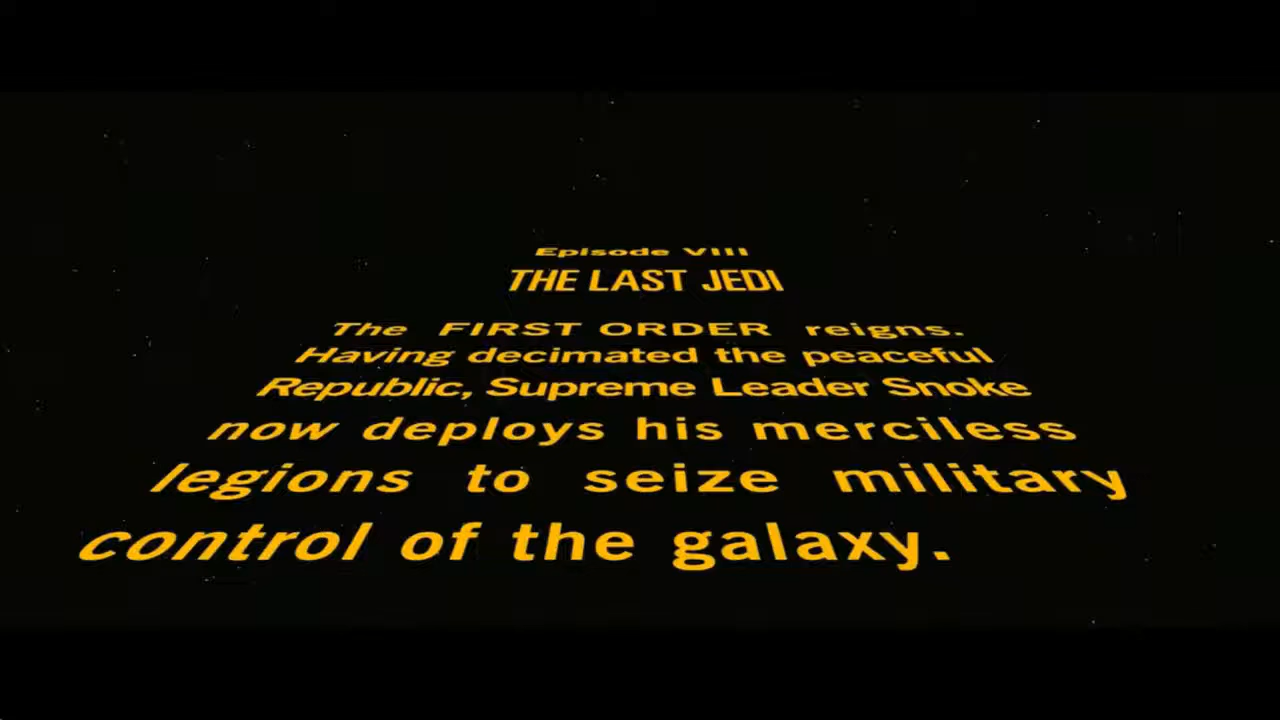 Episode VIII
THE LAST JEDI
The FIRST ORDER reigns.
Having decimated the peaceful
Republic, Supreme Leader Snoke
now deploys his merciless
legions to seize military
control of the galaxy.